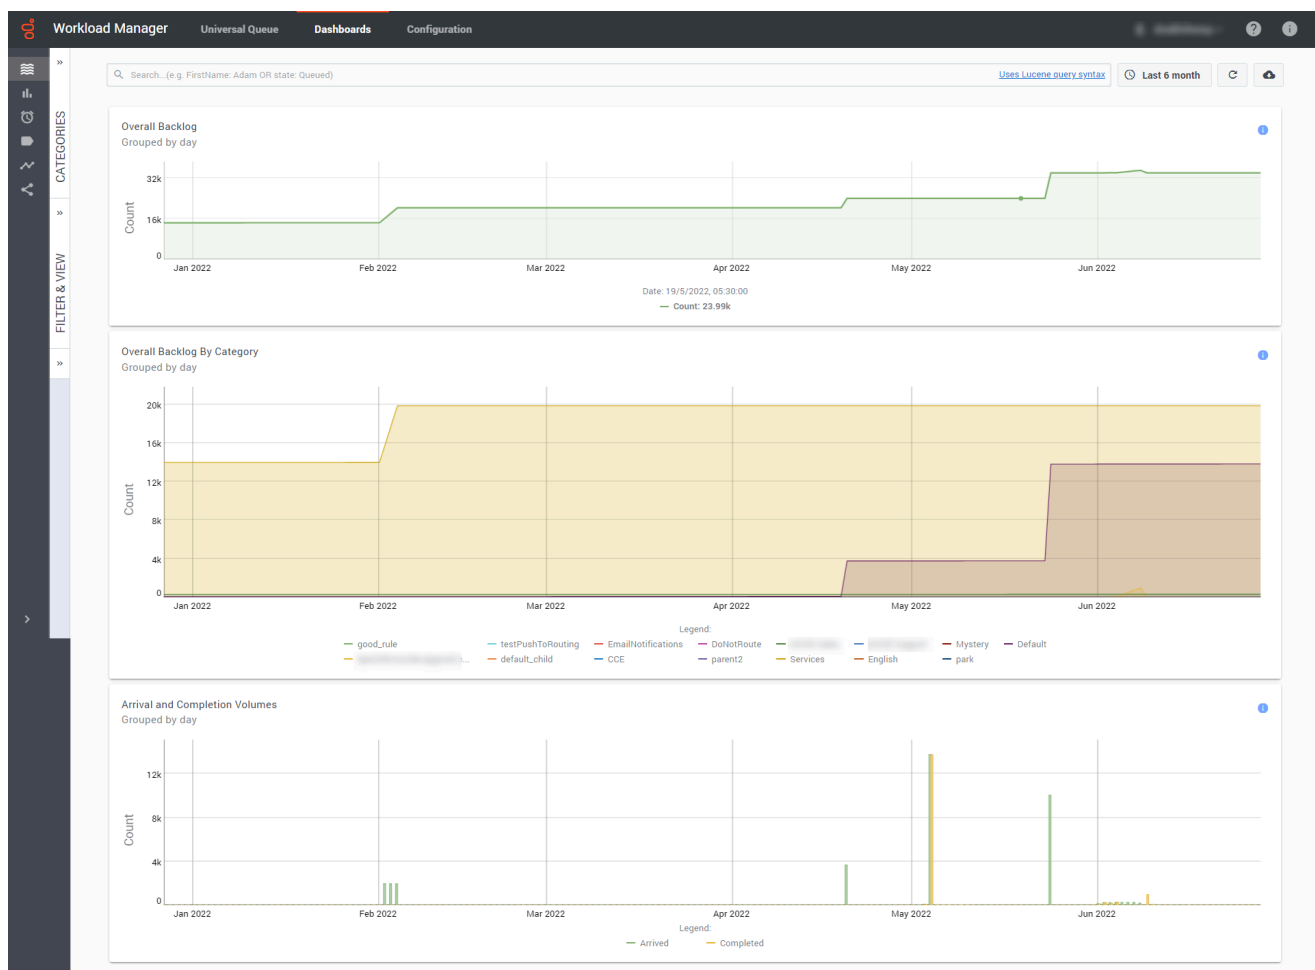 Workload Manager Universal Queue Dashboards Configuration
CATEGORIES
FILTER & VIEW
Search...(e.g. FirstName: Adam OR state: Queued) Uses Lucene query syntax Last 6 month
Overall Backlog
Grouped by day
Count
32k
16k
0
Jan 2022 Feb 2022 Mar 2022 Apr 2022 May 2022 Jun 2022
Date: 19/5/2022, 05:30:00
Count: 23.99k
Overall Backlog By Category
Grouped by day
Count
20k
16k
12k
8k
4k
0
Jan 2022 Feb 2022 Mar 2022 Apr 2022 May 2022 Jun 2022
Legend:
good_rule testPushToRouting EmailNotifications DoNotRoute Mystery Default
default_child CCE parent2 Services English park
Arrival and Completion Volumes
Grouped by day
Count
12k
8k
4k
0
Jan 2022 Feb 2022 Mar 2022 Apr 2022 May 2022 Jun 2022
Legend:
Arrived Completed